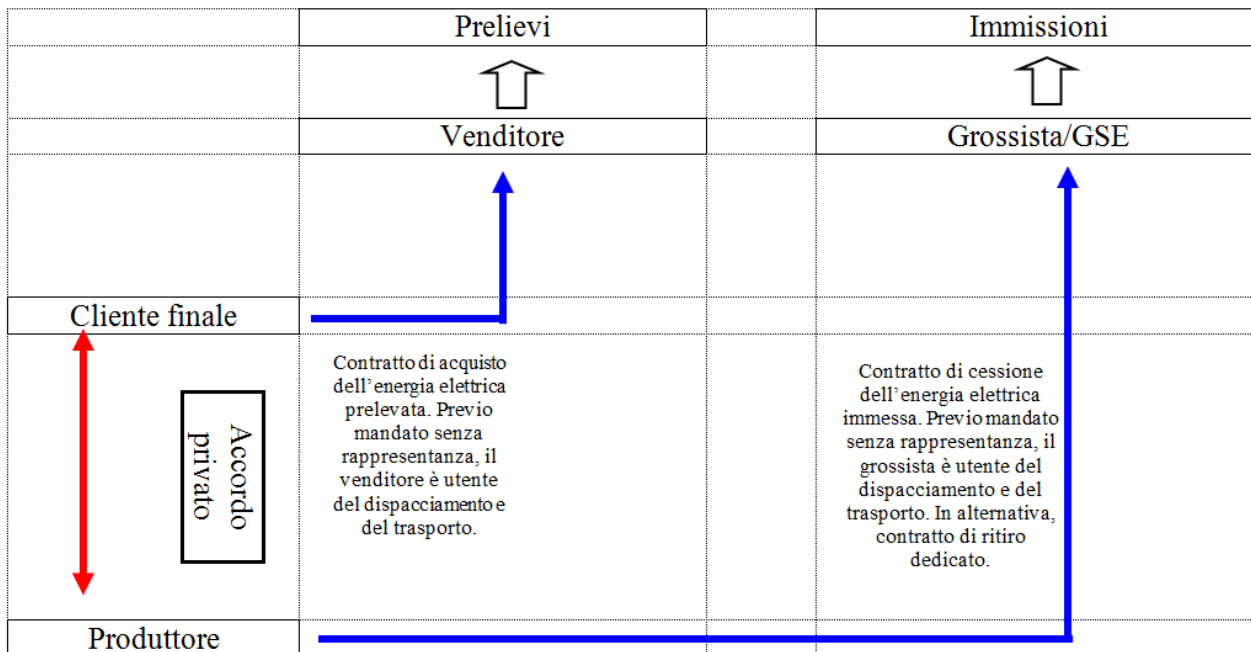 Prelievi
Immissioni
Venditore
Grossista/GSE
Cliente finale
Contratto di acquisto
dell’energia elettrica
prelevata. Previo
mandato senza
rappresentanza, il
venditore è utente
del dispacciamento e
del trasporto.
Contratto di cessione
dell’energia elettrica
immessa. Previo mandato
senza rappresentanza, il
grossista è utente del
dispacciamento e del
trasporto. In alternativa,
contratto di ritiro
dedicato.
Accordo
privato
Produttore